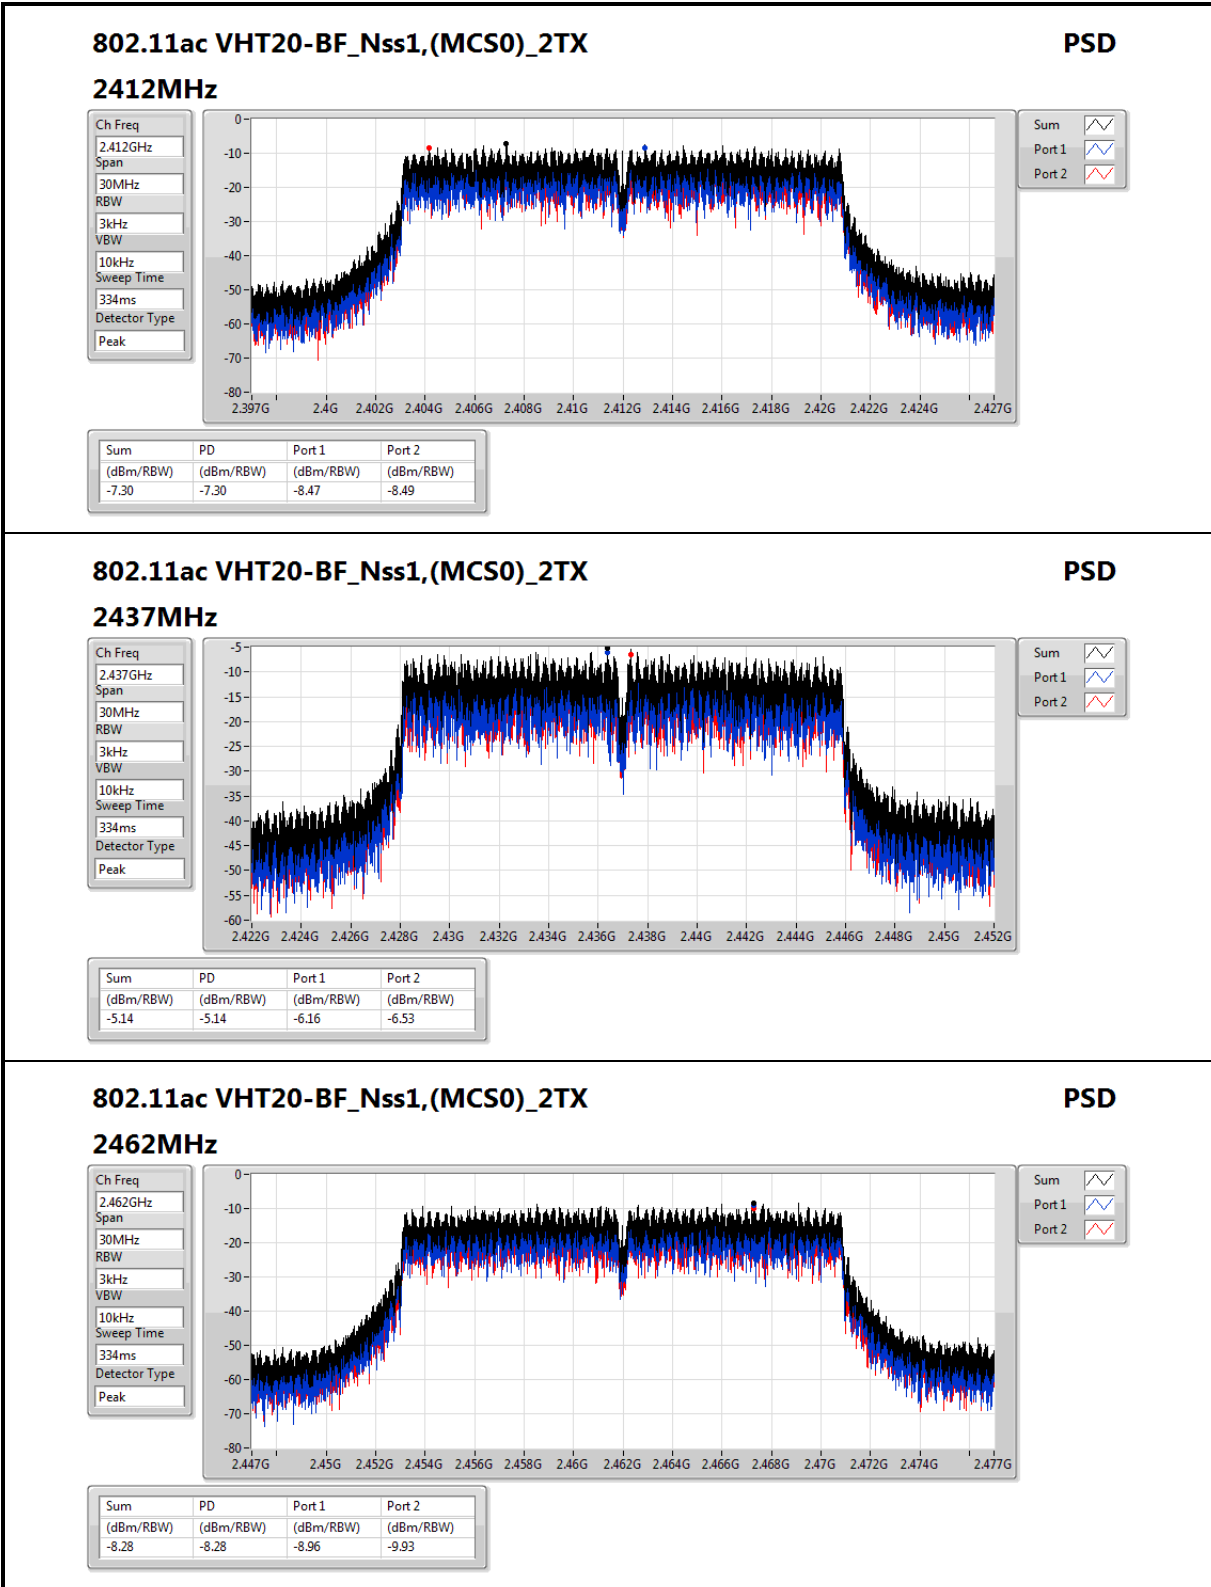 802.11ac VHT20-BF_Nss1,(MCS0)_2TX PSD
2412MHz
Ch Freq
2.412GHz
Span
30MHz
RBW
3kHz
VBW
10kHz
Sweep Time
334ms
Detector Type
Peak
0
-10
-20
-30
-40
-50
-60
-70
-80
2.397G 2.4G 2.402G 2.404G 2.406G 2.408G 2.41G 2.412G 2.414G 2.416G 2.418G 2.42G 2.422G 2.424G 2.427G
Sum
Port 1
Port 2
Sum PD Port 1 Port 2
(dBm/RBW) (dBm/RBW) (dBm/RBW) (dBm/RBW)
-7.30 -7.30 -8.47 -8.49
802.11ac VHT20-BF_Nss1,(MCS0)_2TX PSD
2437MHz
Ch Freq
2.437GHz
Span
30MHz
RBW
3kHz
VBW
10kHz
Sweep Time
334ms
Detector Type
Peak
-5
-10
-15
-20
-25
-30
-35
-40
-45
-50
-55
-60
2.422G 2.424G 2.426G 2.428G 2.43G 2.432G 2.434G 2.436G 2.438G 2.44G 2.442G 2.444G 2.446G 2.448G 2.45G 2.452G
Sum
Port 1
Port 2
Sum PD Port 1 Port 2
(dBm/RBW) (dBm/RBW) (dBm/RBW) (dBm/RBW)
-5.14 -5.14 -6.16 -6.53
802.11ac VHT20-BF_Nss1,(MCS0)_2TX PSD
2462MHz
Ch Freq
2.462GHz
Span
30MHz
RBW
3kHz
VBW
10kHz
Sweep Time
334ms
Detector Type
Peak
0
-10
-20
-30
-40
-50
-60
-70
-80
2.447G 2.45G 2.452G 2.454G 2.456G 2.458G 2.46G 2.462G 2.464G 2.466G 2.468G 2.47G 2.472G 2.474G 2.477G
Sum
Port 1
Port 2
Sum PD Port 1 Port 2
(dBm/RBW) (dBm/RBW) (dBm/RBW) (dBm/RBW)
-8.28 -8.28 -8.96 -9.93